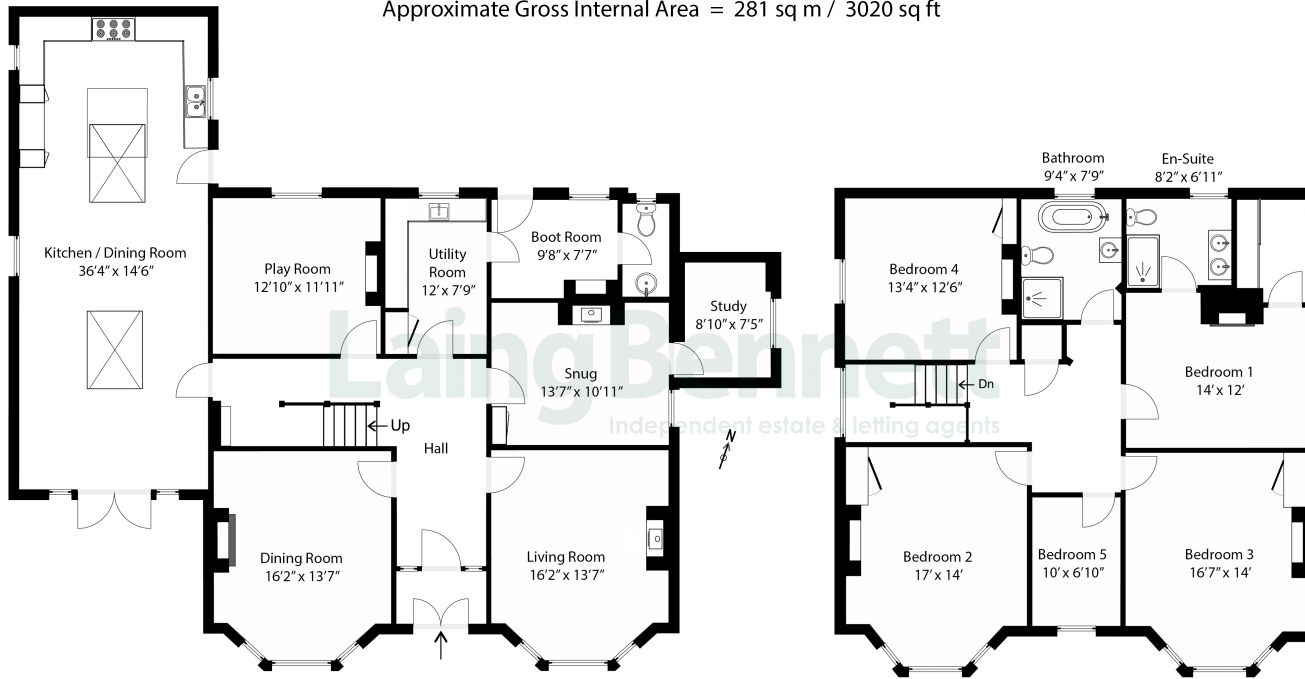 Approximate Gross Internal Area = 281 sq m / 3020 sq ft
Kitchen / Dining Room
36'4" x 14'6"
Play Room
12'10" x 11'11"
Utility
Room
12' x 7'9"
Boot Room
9'8" x 7'7"
Study
8'10" x 7'5"
Snug
13'7" x 10'11"
Up
Hall
Dining Room
16'2" x 13'7"
Living Room
16'2" x 13'7"
N
Bathroom
9'4" x 7'9"
En-Suite
8'2" x 6'11"
Bedroom 4
13'4" x 12'6"
Dn
Bedroom 1
14' x 12'
Bedroom 2
17' x 14'
Bedroom 5
10' x 6'10"
Bedroom 3
16'7" x 14'
LaingBennett
Independent estate & letting agents